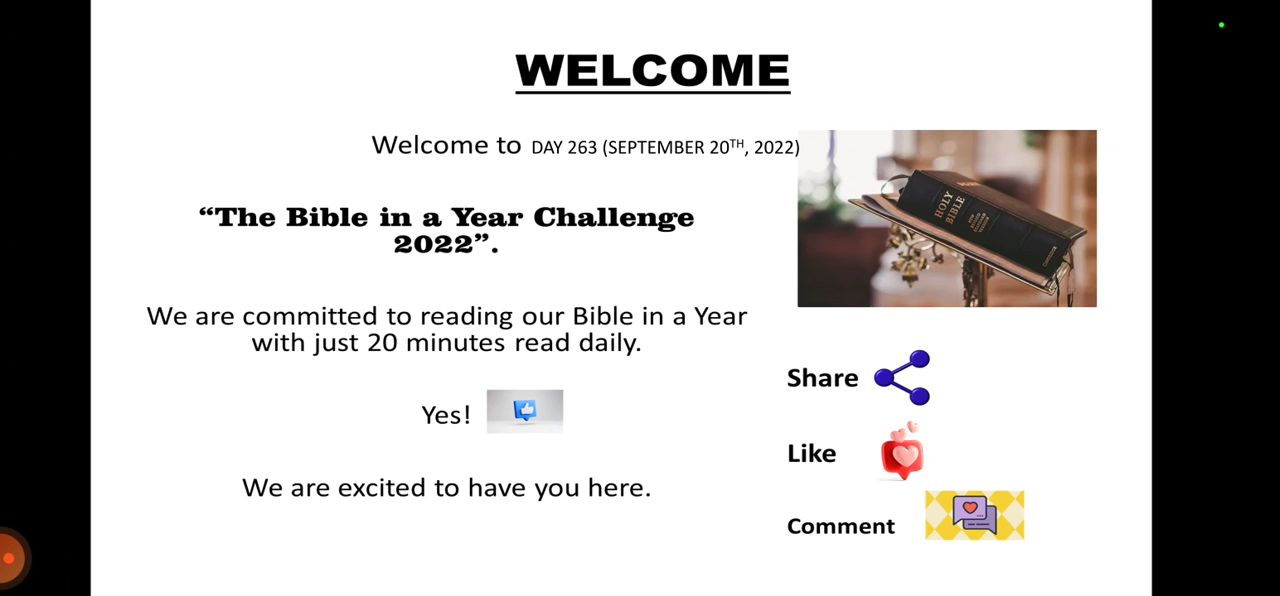 WELCOME
Welcome to DAY 263 (SEPTEMBER 20TH, 2022)
“The Bible in a Year Challenge
2022”.
We are committed to reading our Bible in a Year
with just 20 minutes read daily.
Yes!
We are excited to have you here.
HOLY
BIBLE
Share
Like
Comment